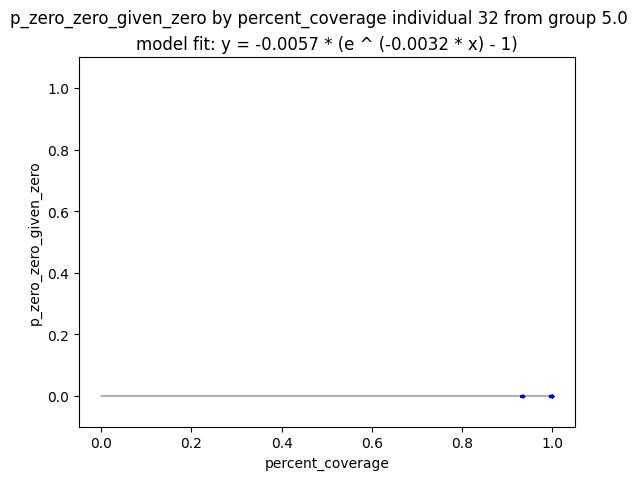 p_zero_zero_given_zero by percent_coverage individual 32 from group 5.0
model fit: y = -0.0057 * (e ^ (-0.0032 * x) - 1)
1.0
0.8
0.6
0.4
0.2
0.0
p_zero_zero_given_zero
0.0 0.2 0.4 0.6 0.8 1.0
percent_coverage